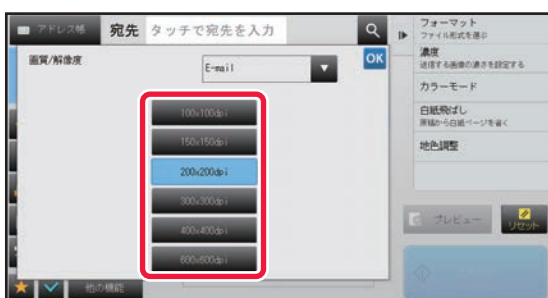 アドレス帳 宛先 タッチで宛先を入力
画質/解像度
E-mail
OK
100x100dpi
150x150dpi
200x200dpi
300x300dpi
400x400dpi
600x600dpi
他の機能
フォーマット
ファイル形式を選ぶ
濃度
送信する画像の濃さを設定する
カラーモード
白紙飛ばし
原稿から白紙ページを省く
地色調整
プレビュー
リセット